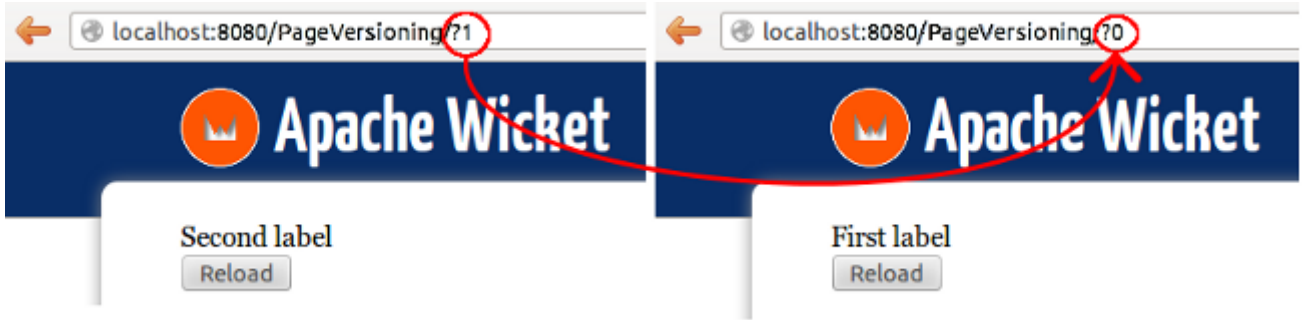 localhost:8080/PageVersioning/?1
Apache Wicket
Second label
Reload
localhost:8080/PageVersioning/?0
Apache Wicket
First label
Reload